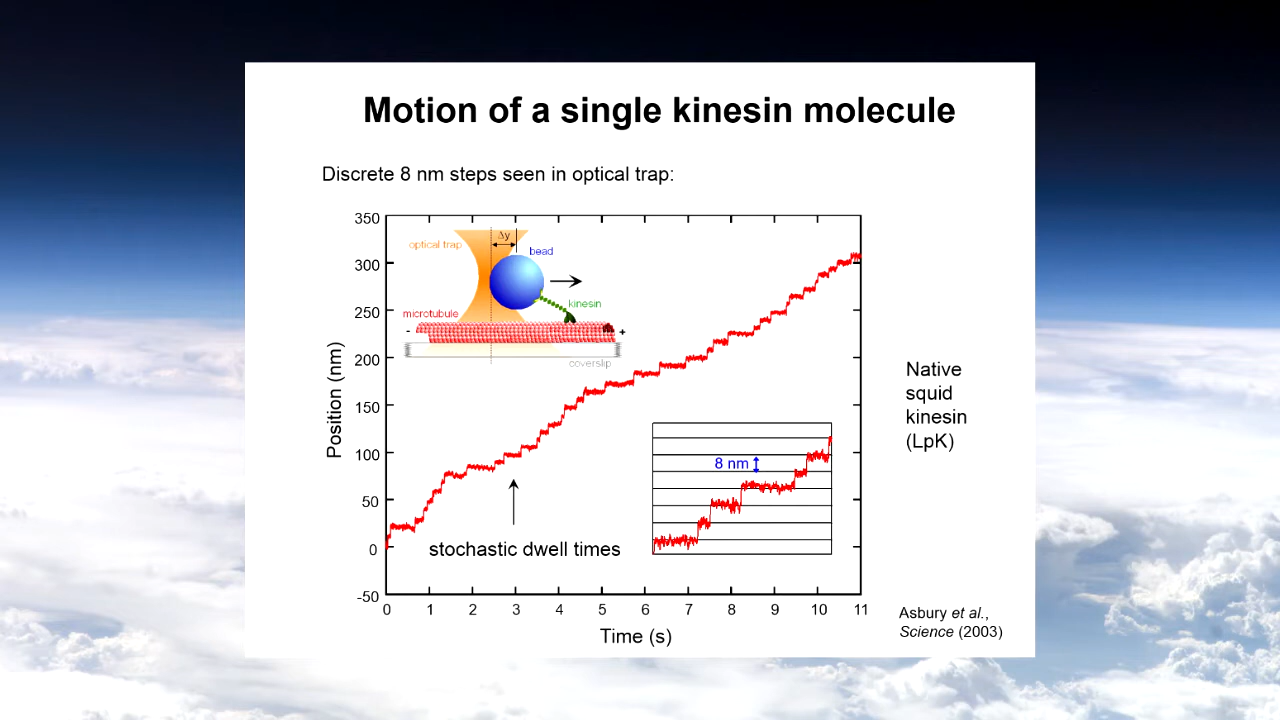 Motion of a single kinesin molecule
Discrete 8 nm steps seen in optical trap:
350
300
250
200
150
100
50
0
-50
Position (nm)
optical trap
Δy
bead
kinesin
microtubule
-
+
coverslip
8 nm
stochastic dwell times
0 1 2 3 4 5 6 7 8 9 10 11
Time (s)
Native
squid
kinesin
(LpK)
Asbury et al.,
Science (2003)